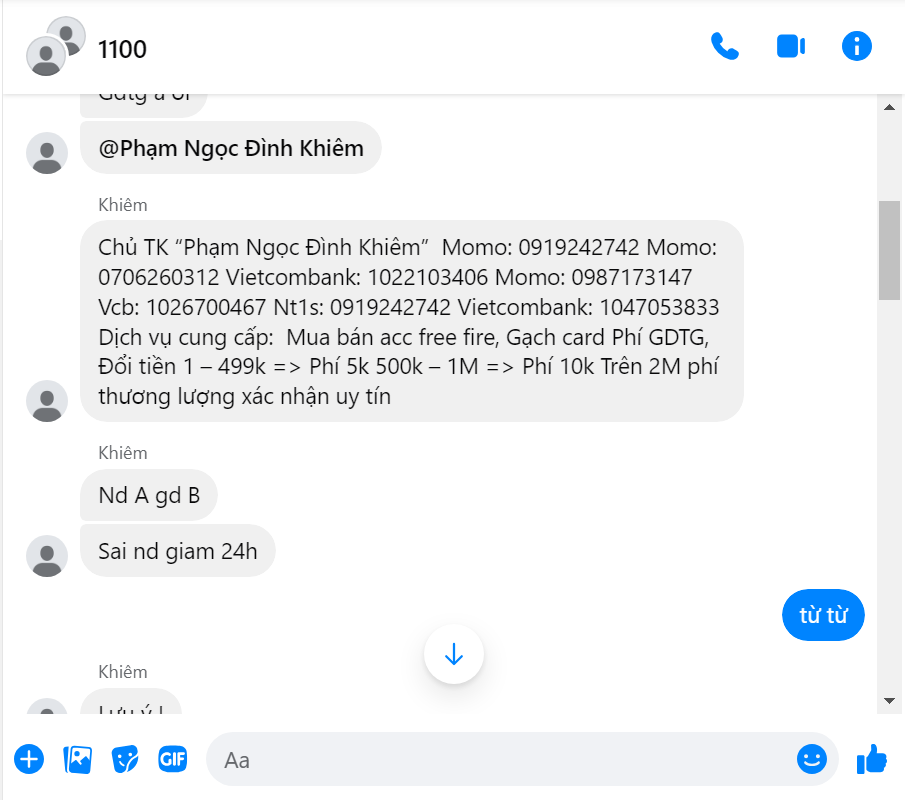 1100
@Phạm Ngọc Đình Khiêm
Khiêm
Chủ TK “Phạm Ngọc Đình Khiêm” Momo: 0919242742 Momo:
0706260312 Vietcombank: 1022103406 Momo: 0987173147
Vcb: 1026700467 Nt1s: 0919242742 Vietcombank: 1047053833
Dịch vụ cung cấp: Mua bán acc free fire, Gạch card Phí GDTG,
Đổi tiền 1 – 499k => Phí 5k 500k – 1M => Phí 10k Trên 2M phí
thương lượng xác nhận uy tín
Khiêm
Nd A gd B
Sai nd giam 24h
từ từ
Khiêm
Lưu ý
GIF
Aa